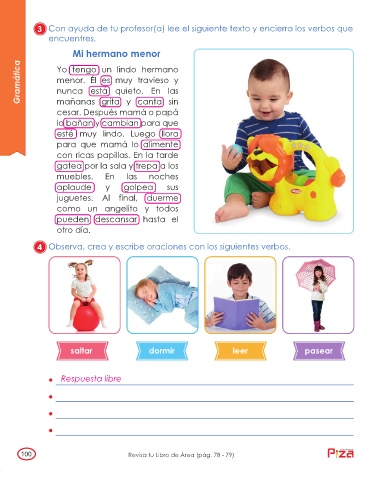 3 Con ayuda de tu profesor(a) lee el siguiente texto y encierra los verbos que
encuentres.
Gramática
Mi hermano menor
Yo tengo un lindo hermano
menor. Él es muy travieso y
nunca está quieto. En las
mañanas grita y canta sin
cesar. Después mamá o papá
lo bañan y cambian para que
esté muy lindo. Luego llora
para que mamá lo alimente
con ricas papillas. En la tarde
gatea por la sala y trepa a los
muebles. En las noches
aplaude y golpea sus
juguetes. Al final, duerme
como un angelito y todos
pueden descansar hasta el
otro día.
4 Observa, crea y escribe oraciones con los siguientes verbos.
saltar dormir leer pasear
• Respuesta libre
•
•
•
100 Revisa tu Libro de Área (pág. 78 - 79) Piza